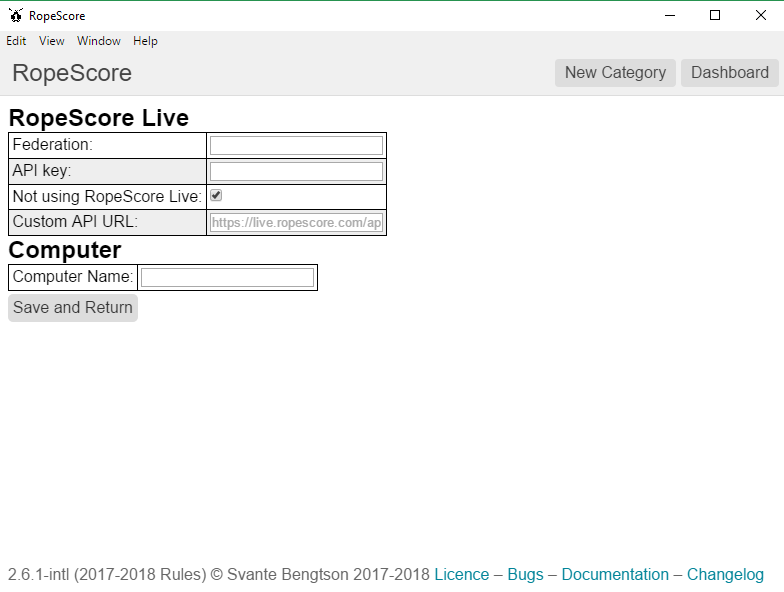 RopeScore
Edit View Window Help
RopeScore New Category Dashboard
RopeScore Live
Federation:
API key:
Not using RopeScore Live:
Custom API URL: https://live.ropescore.com/ap
Computer
Computer Name:
Save and Return
2.6.1-intl (2017-2018 Rules) © Svante Bengtson 2017-2018 Licence – Bugs – Documentation – Changelog